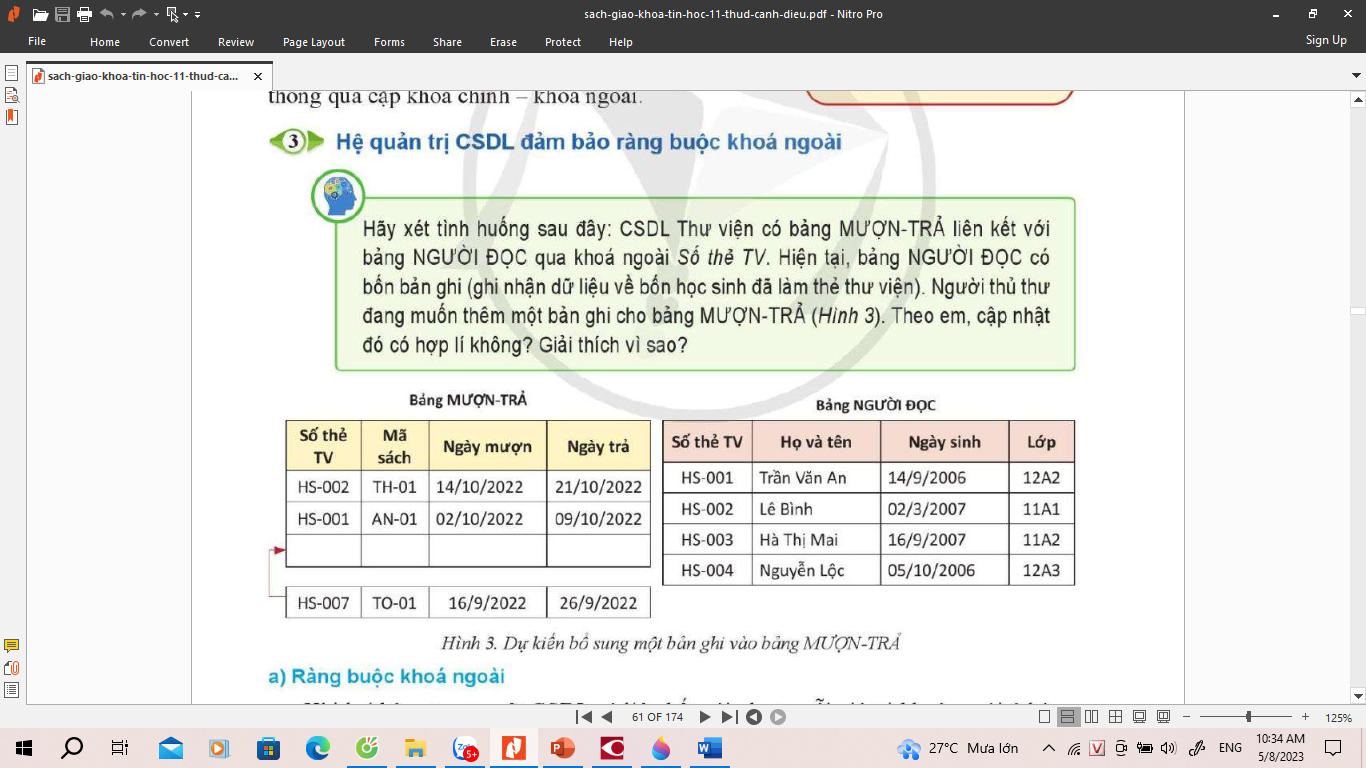 sach-giao-khoa-tin-hoc-11-thud-canh-dieu.pdf - Nitro Pro
File Home Convert Review Page Layout Forms Share Erase Protect Help Sign Up
sach-giao-khoa-tin-hoc-11-thud-ca...
thông qua cặp khoá chính – khoá ngoài.
3 Hệ quản trị CSDL đảm bảo ràng buộc khoá ngoài
Hãy xét tình huống sau đây: CSDL Thư viện có bảng MƯỢN-TRẢ liên kết với
bảng NGƯỜI ĐỌC qua khoá ngoài Số thẻ TV. Hiện tại, bảng NGƯỜI ĐỌC có
bốn bản ghi (ghi nhận dữ liệu về bốn học sinh đã làm thẻ thư viện). Người thủ thư
đang muốn thêm một bản ghi cho bảng MƯỢN-TRẢ (Hình 3). Theo em, cập nhật
đó có hợp lí không? Giải thích vì sao?
Bảng MƯỢN-TRẢ
Số thẻ TV Mã sách Ngày mượn Ngày trả
HS-002 TH-01 14/10/2022 21/10/2022
HS-001 AN-01 02/10/2022 09/10/2022
HS-007 TO-01 16/9/2022 26/9/2022
Bảng NGƯỜI ĐỌC
Số thẻ TV Họ và tên Ngày sinh Lớp
HS-001 Trần Văn An 14/9/2006 12A2
HS-002 Lê Bình 02/3/2007 11A1
HS-003 Hà Thị Mai 16/9/2007 11A2
HS-004 Nguyễn Lộc 05/10/2006 12A3
Hình 3. Dự kiến bổ sung một bản ghi vào bảng MƯỢN-TRẢ
a) Ràng buộc khoá ngoài
61 OF 174
125%
5+
27°C Mưa lớn
ENG
10:34 AM
5/8/2023